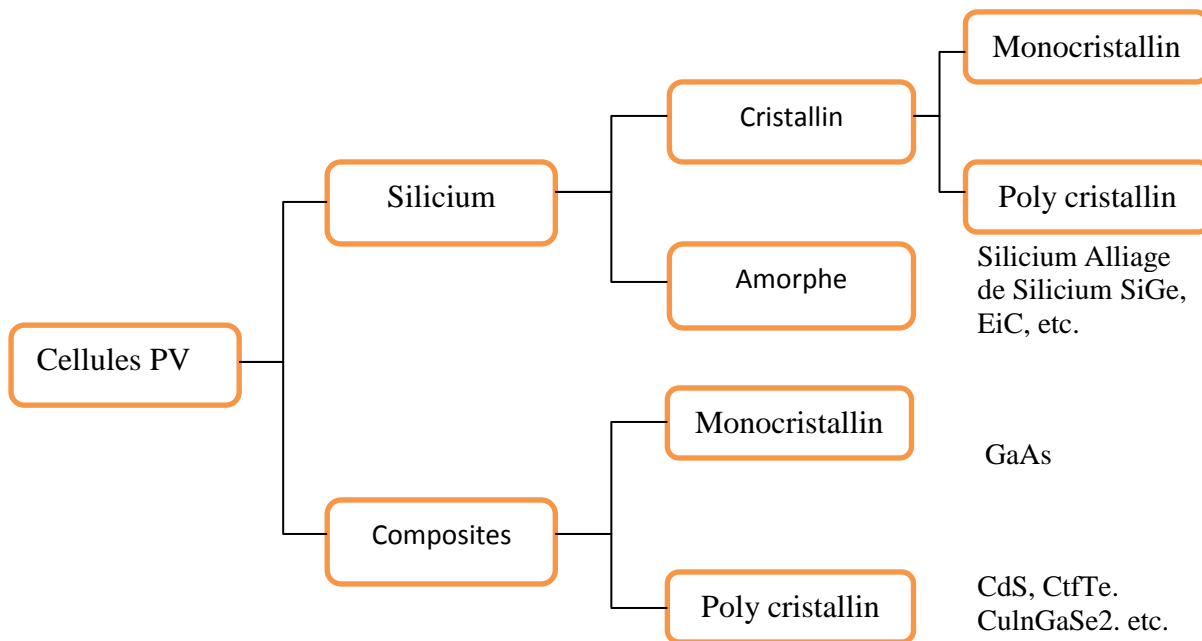 Monocristallin
Cristallin
Silicium
Poly cristallin
Amorphe
Silicium Alliage
de Silicium SiGe,
EiC, etc.
Cellules PV
Monocristallin
GaAs
Composites
Poly cristallin
CdS, CtfTe.
CulnGaSe2. etc.